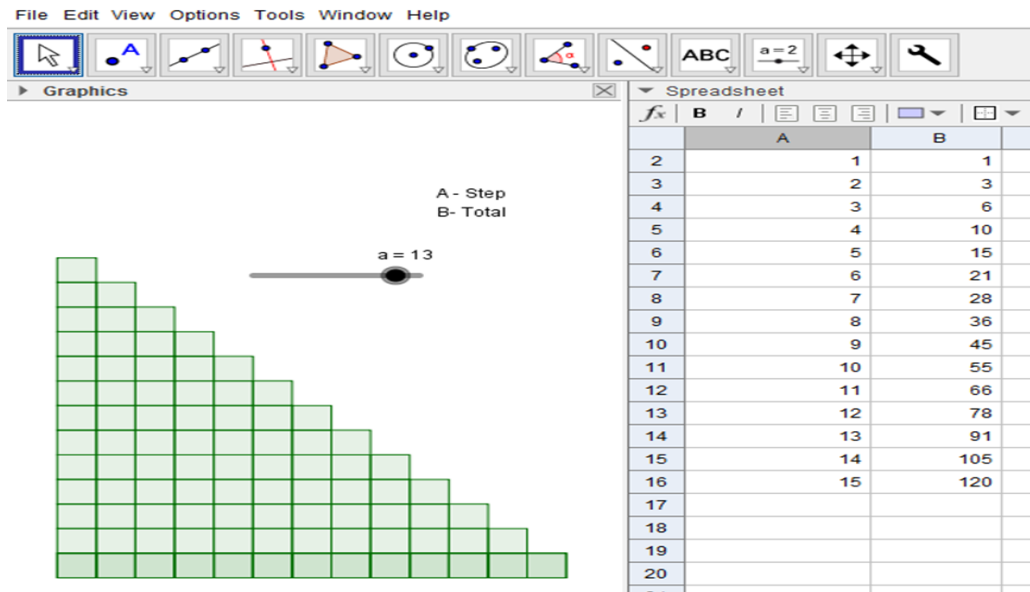 File Edit View Options Tools Window Help
A
α
ABC
a = 2
Graphics
Spreadsheet
fx B I
A B
2 1 1
3 2 3
4 3 6
5 4 10
6 5 15
7 6 21
8 7 28
9 8 36
10 9 45
11 10 55
12 11 66
13 12 78
14 13 91
15 14 105
16 15 120
17
18
19
20
A - Step
B- Total
a = 13